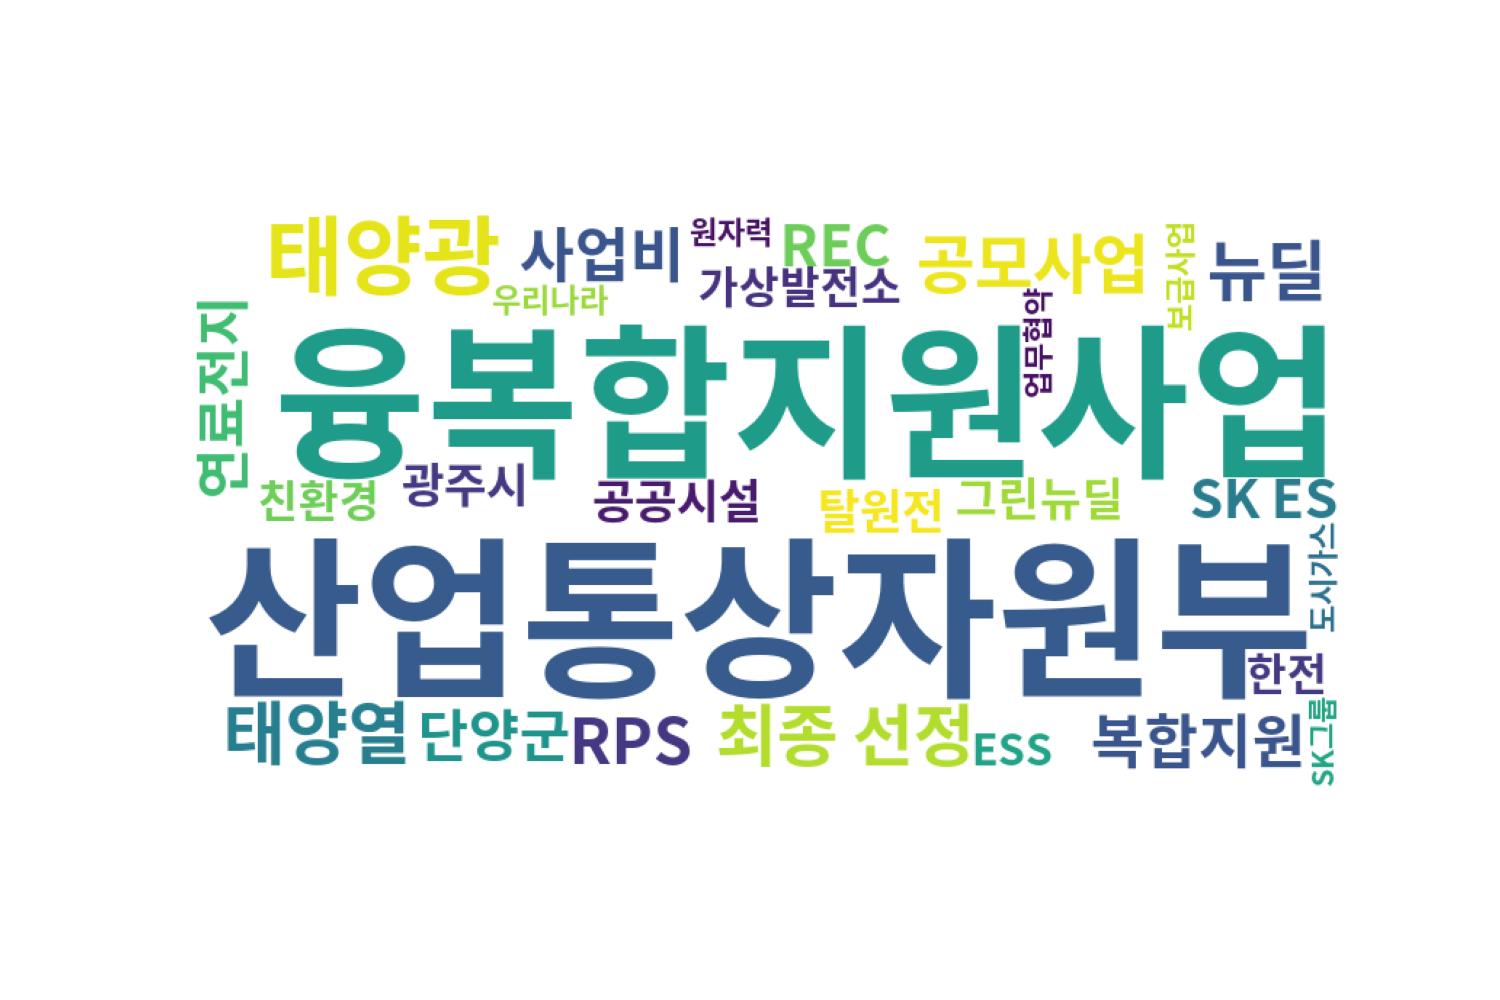 태양광
사업비
원자력
REC
공모사업
보급사업
뉴딜
가상발전소
우리나라
업무협약
연료전지
융복합지원사업
친환경
광주시
공공시설
탈원전
그린뉴딜
SK ES
도시가스
산업통상자원부
한전
태양열
단양군
RPS
최종 선정
ESS
복합지원
SK그룹